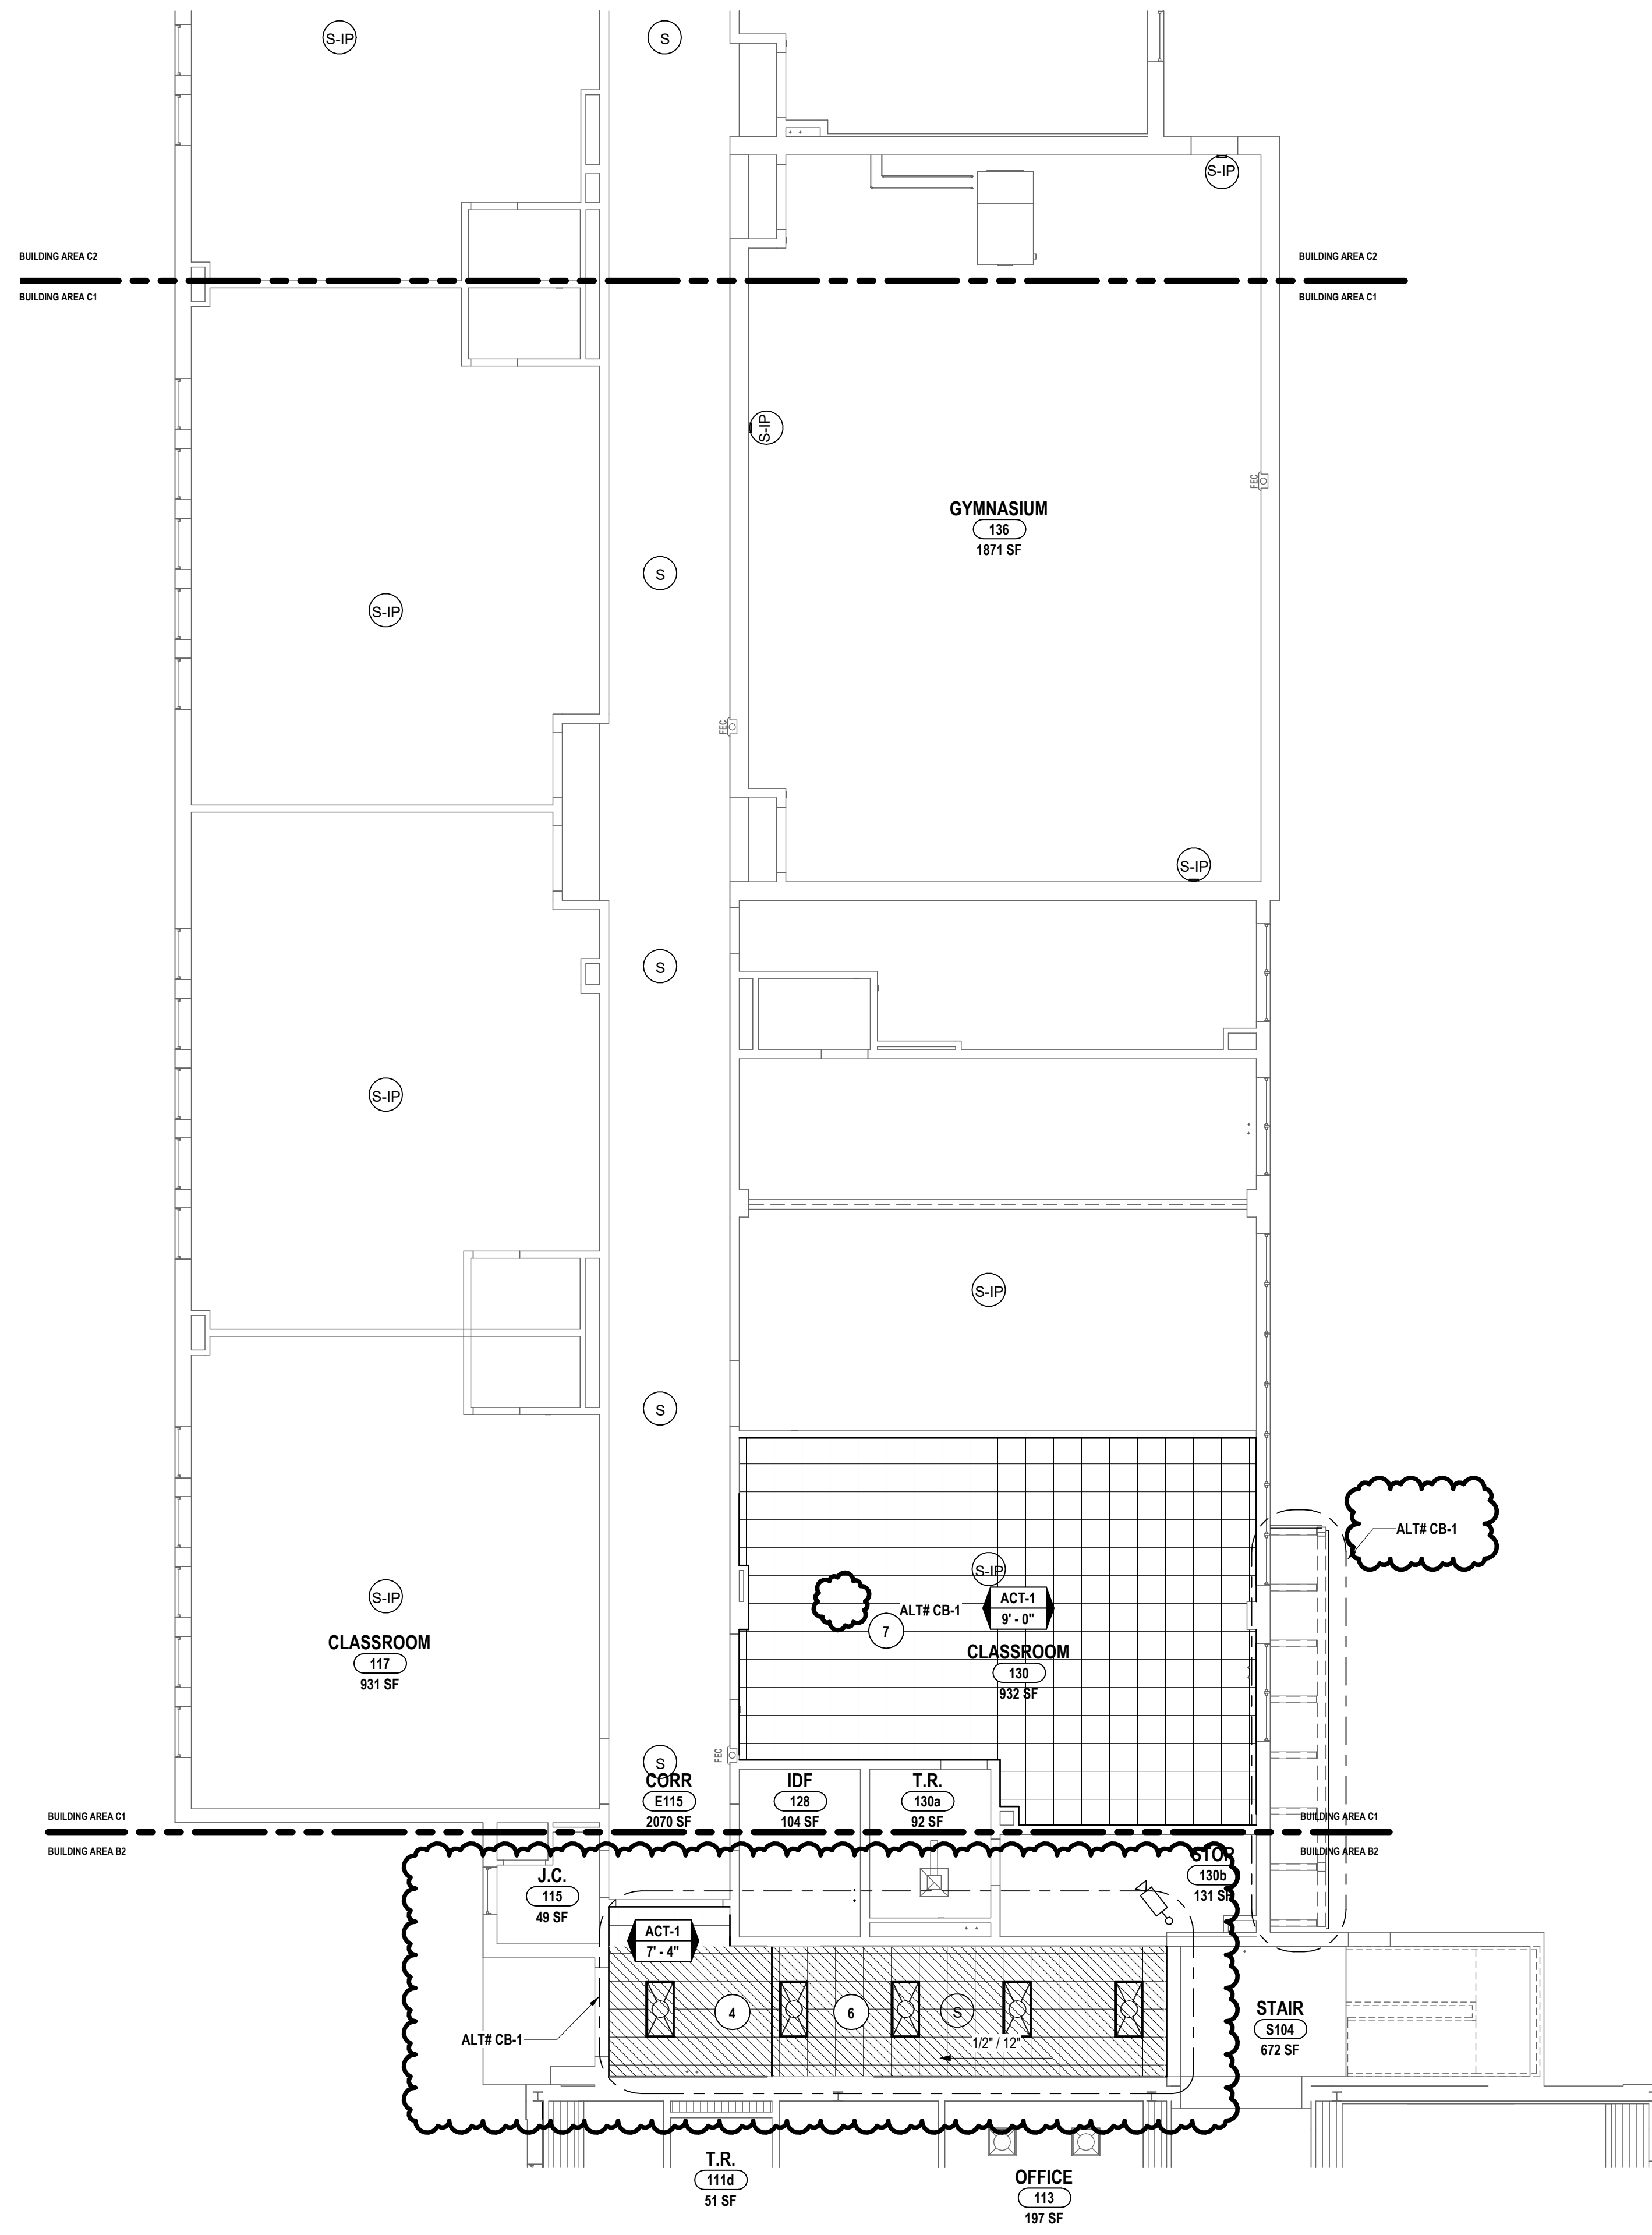 S-IP
S
S-IP
BUILDING AREA C2
BUILDING AREA C2
BUILDING AREA C1
BUILDING AREA C1
S-IP
FEC
GYMNASIUM
136
1871 SF
S
S-IP
FEC
S-IP
S
S-IP
S-IP
S
ALT# CB-1
S-IP
S-IP
ACT-1
9' - 0"
ALT# CB-1
7
CLASSROOM
117
931 SF
CLASSROOM
130
932 SF
FEC
S
CORR
E115
2070 SF
IDF
128
104 SF
T.R.
130a
92 SF
BUILDING AREA C1
BUILDING AREA C1
BUILDING AREA B2
BUILDING AREA B2
STOR
130b
131 SF
J.C.
115
49 SF
ACT-1
7' - 4"
4
6
S
1/2" / 12"
ALT# CB-1
STAIR
S104
672 SF
T.R.
111d
51 SF
OFFICE
113
197 SF